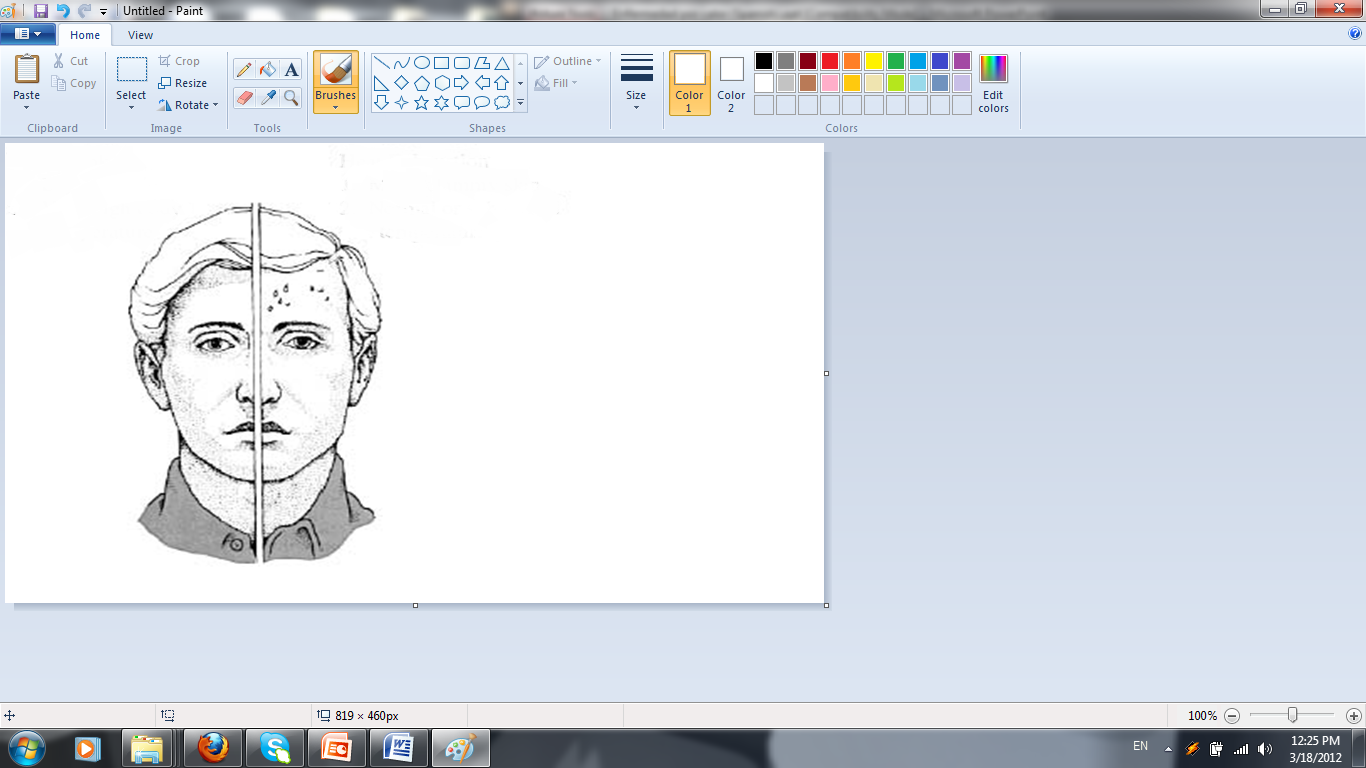 Untitled - Paint
Home View
Paste
Cut
Copy
Clipboard
Select
Crop
Resize
Rotate
Image
A
Tools
Brushes
Shapes
Outline
Fill
Size
Color 1
Color 2
Edit colors
Colors
819 × 460px
100%
EN
12:25 PM
3/18/2012